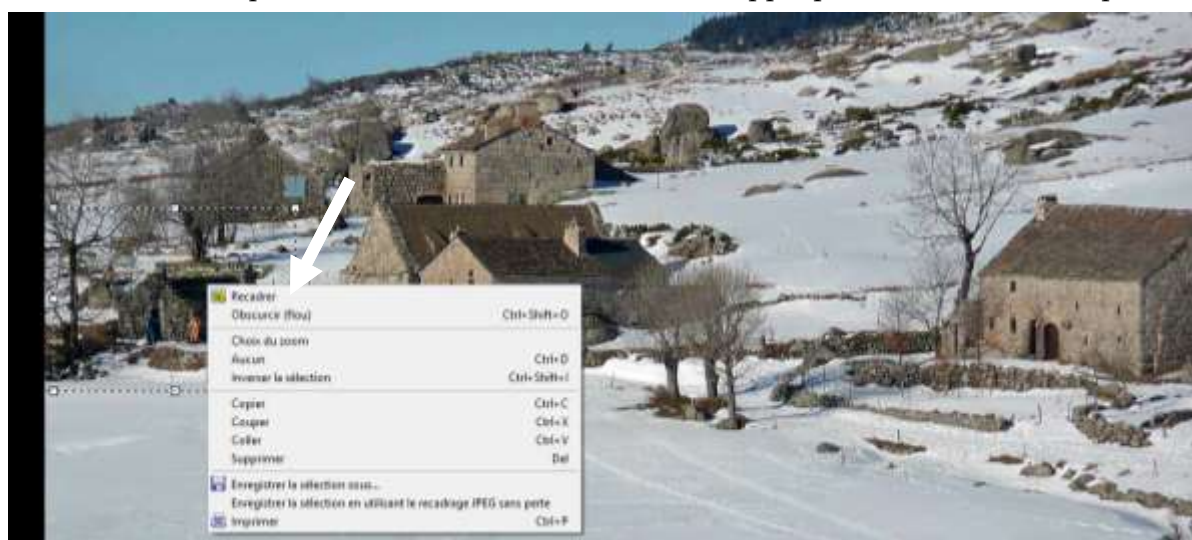 Recadrer
Obscurcir (flou) Ctrl+Shift+O
Choix du zoom
Aucun Ctrl+D
Inverser la sélection Ctrl+Shift+I
Copier Ctrl+C
Couper Ctrl+X
Coller Ctrl+V
Supprimer Del
Enregistrer la sélection sous...
Enregistrer la sélection en utilisant le recadrage JPEG sans perte
Imprimer Ctrl+P